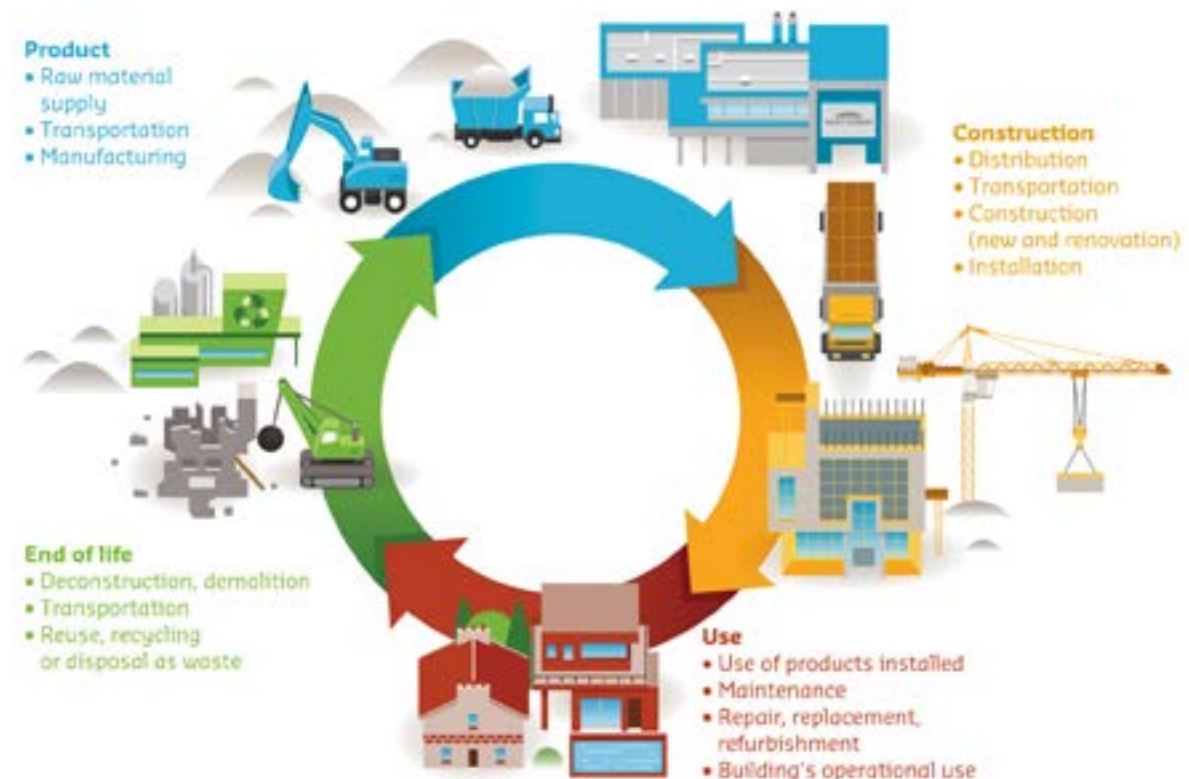 Product
• Raw material
supply
• Transportation
• Manufacturing
Construction
• Distribution
• Transportation
• Construction
(new and renovation)
• Installation
End of life
• Deconstruction, demolition
• Transportation
• Reuse, recycling
or disposal as waste
Use
• Use of products installed
• Maintenance
• Repair, replacement,
refurbishment
• Building's operational use